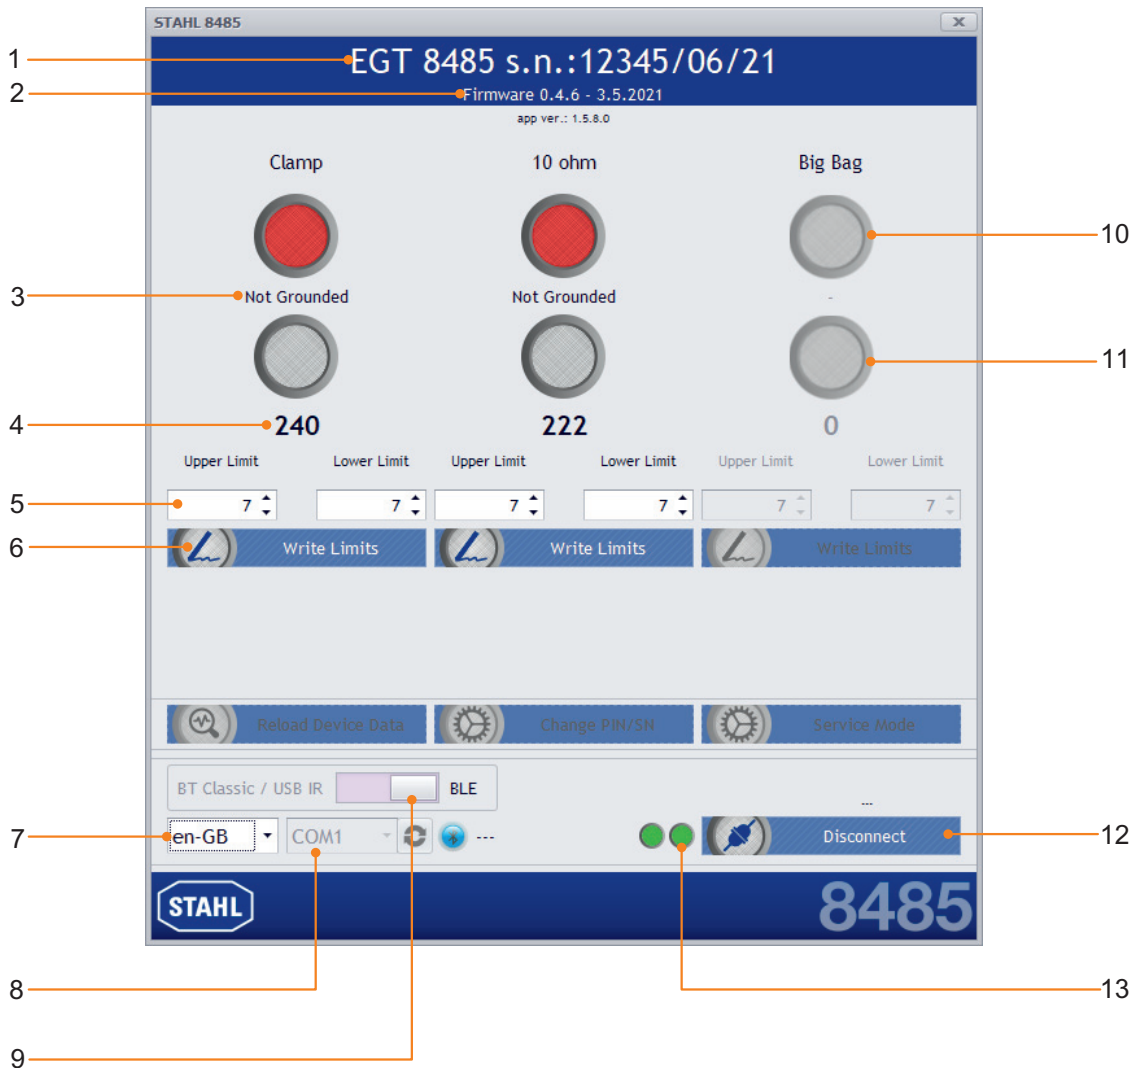 STAHL 8485
x
1
EGT 8485 s.n.:12345/06/21
2
Firmware 0.4.6 - 3.5.2021
app ver.: 1.5.8.0
Clamp
10 ohm
Big Bag
10
3
Not Grounded
Not Grounded
-
11
4
240
222
0
Upper Limit
Lower Limit
Upper Limit
Lower Limit
Upper Limit
Lower Limit
5
7
7
7
7
7
7
6
Write Limits
Write Limits
Write Limits
Reload Device Data
Change PIN/SN
Service Mode
BT Classic / USB IR
BLE
...
7
en-GB
COM1
---
Disconnect
12
STAHL
8485
8
13
9